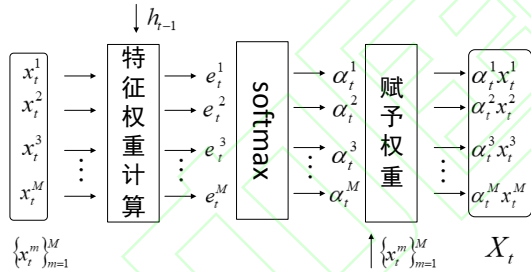 h_{t-1}
x_t^1 x_t^2 x_t^3 ⋮ x_t^M
特征权重计算
e_t^1 e_t^2 e_t^3 ⋮ e_t^M
softmax
α_t^1 α_t^2 α_t^3 ⋮ α_t^M
赋予权重
α_t^1 x_t^1
α_t^2 x_t^2
α_t^3 x_t^3
⋮
α_t^M x_t^M
{x_t^m}_{m=1}^M
{x_t^m}_{m=1}^M
X_t